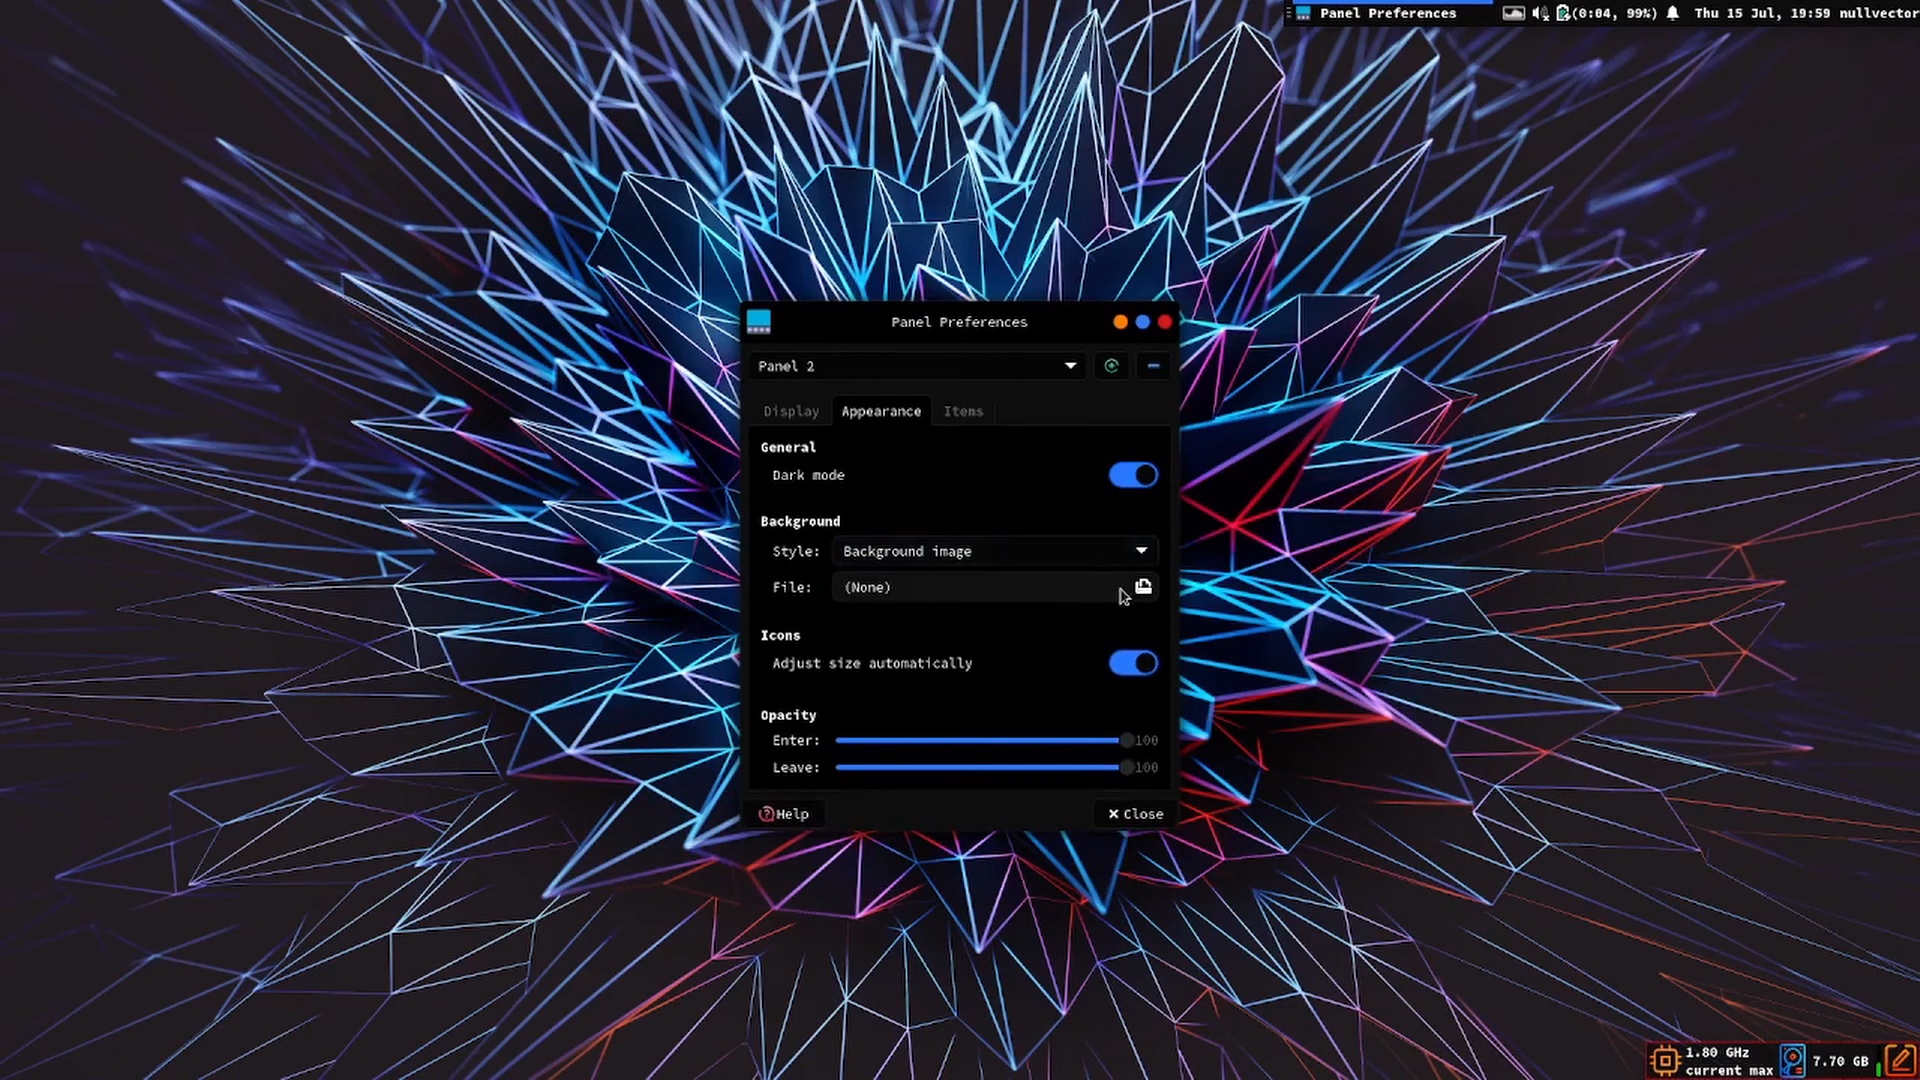 Panel Preferences (0:04, 99%) Thu 15 Jul, 19:59 nullvector
Panel Preferences
Panel 2
Display Appearance Items
General
Dark mode
Background
Style: Background image
File: (None)
Icons
Adjust size automatically
Opacity
Enter: 100
Leave: 100
Help Close
1.80 GHz
current max
7.70 GB